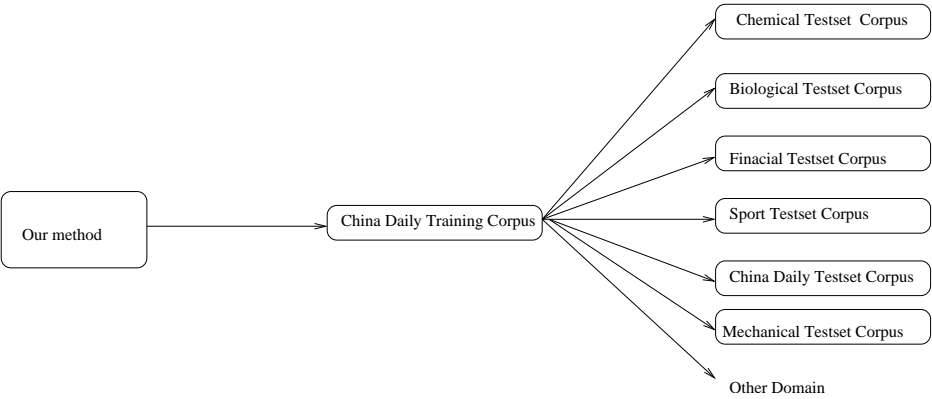 Our method
China Daily Training Corpus
Chemical Testset Corpus
Biological Testset Corpus
Finacial Testset Corpus
Sport Testset Corpus
China Daily Testset Corpus
Mechanical Testset Corpus
Other Domain